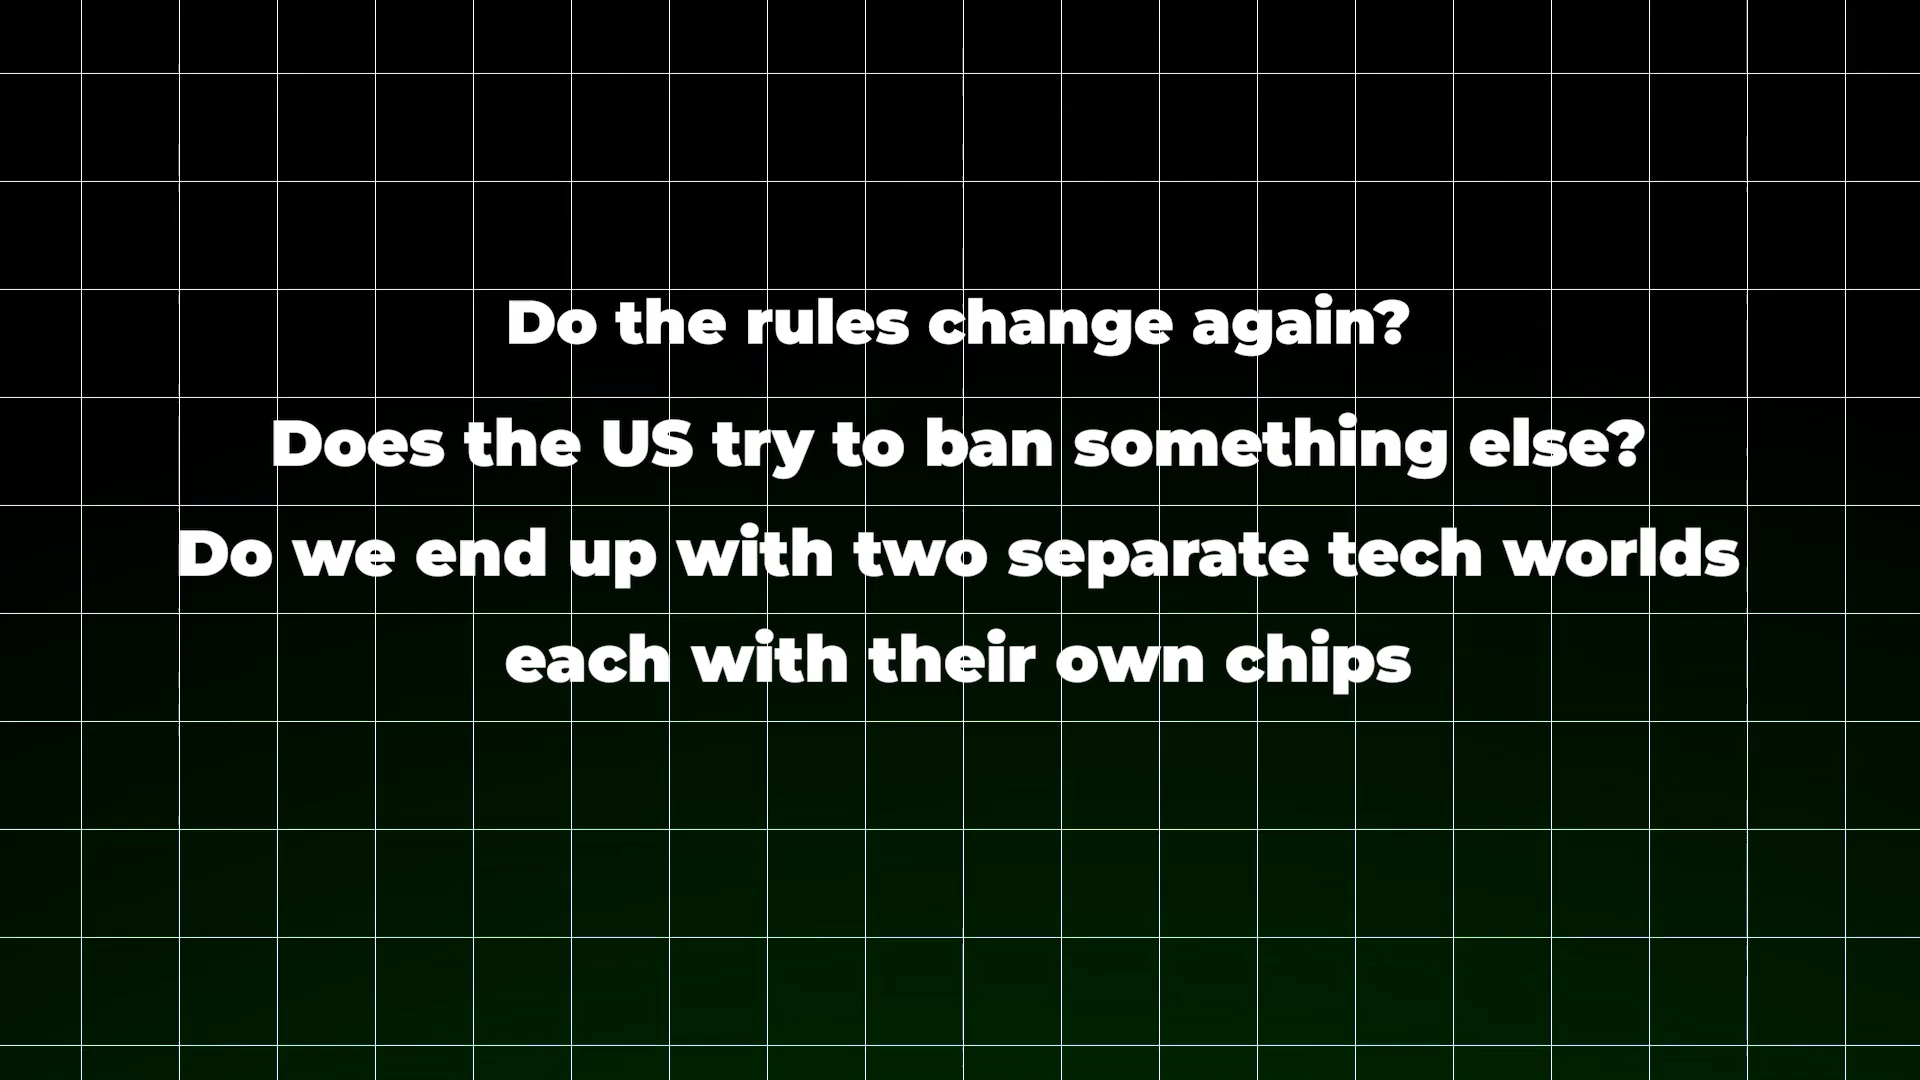 Do the rules change again?
Does the US try to ban something else?
Do we end up with two separate tech worlds
each with their own chips